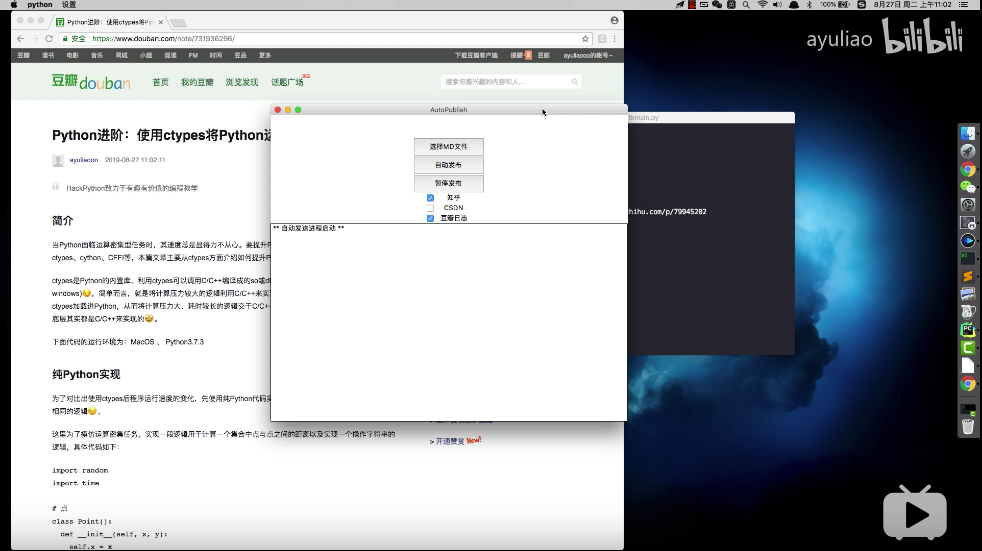 python 设置
100%
8月27日 周二 上午11:02
Python进阶：使用ctypes将Pyt
安全 https://www.douban.com/note/731936296/
豆瓣 读书 电影 音乐 同城 小组 阅读 FM 时间 豆品 更多
下载豆瓣客户端 提醒 豆邮 ayuliaooo的帐号
豆瓣douban 首页 我的豆瓣 浏览发现 话题广场
搜索你感兴趣的内容和人...
ayuliao bilibili
AutoPublish
tkmain.py
Python进阶：使用ctypes将Python运
ayuliaooo 2019-08-27 11:02:11
HackPython致力于有趣有价值的编程教学
选择MD文件
自动发布
暂停发布
知乎
CSDN
豆瓣日志
** 自动发送进程启动 **
hihu.com/p/79945202
简介
当Python面临运算密集型任务时，其速度总是显得力不从心。要提升P
ctypes、cython、CFFI等，本篇文章主要从ctypes方面介绍如何提升P
ctypes是Python的内置库，利用ctypes可以调用C/C++编译成的so或dl
windows)😏，简单而言，就是将计算压力较大的逻辑利用C/C++来实
ctypes加载进Python，从而将计算压力大、耗时较长的逻辑交于C/C+
底层其实都是C/C++来实现的😄。
下面代码的运行环境为：MacOS 、 Python3.7.3
纯Python实现
为了对比出使用ctypes后程序运行速度的变化，先使用纯Python代码实
相同的逻辑😏。
这里为了模仿运算密集任务，实现一段逻辑用于计算一个集合中点与点之间的距离以及实现一个操作字符串的
逻辑，具体代码如下：
> 开通赞赏 New!
import random
import time
# 点
class Point():
def __init__(self, x, y):
self.x = x